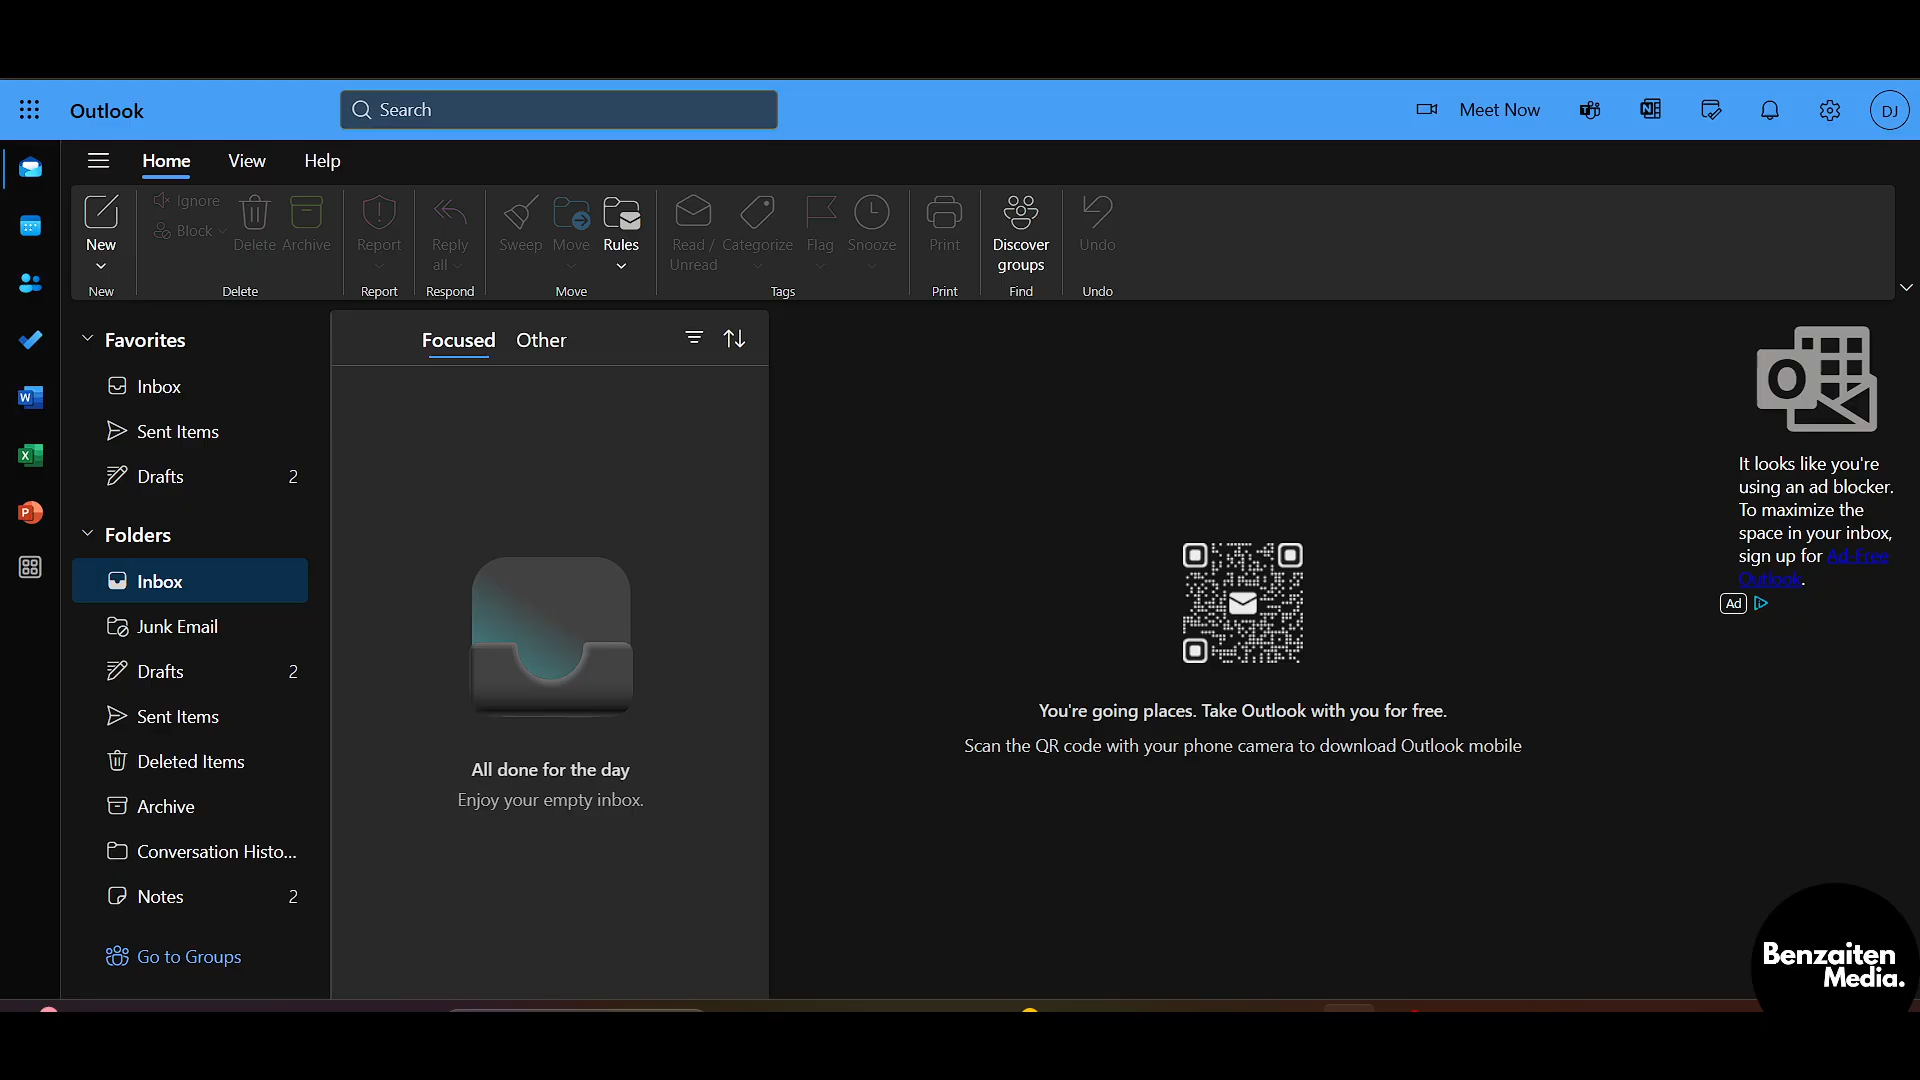 Outlook
Search
Meet Now
DJ
Home View Help
New
Ignore
Block
Delete
Archive
Report
Reply
all
Sweep
Move
Rules
Read /
Unread
Categorize
Flag
Snooze
Print
Discover
groups
Undo
New
Delete
Report
Respond
Move
Tags
Print
Find
Undo
Favorites
Inbox
Sent Items
Drafts 2
Folders
Inbox
Junk Email
Drafts 2
Sent Items
Deleted Items
Archive
Conversation Histo...
Notes 2
Go to Groups
Focused Other
All done for the day
Enjoy your empty inbox.
You're going places. Take Outlook with you for free.
Scan the QR code with your phone camera to download Outlook mobile
It looks like you're
using an ad blocker.
To maximize the
space in your inbox,
sign up for Ad-Free
Outlook.
Ad
Benzaiten
Media.